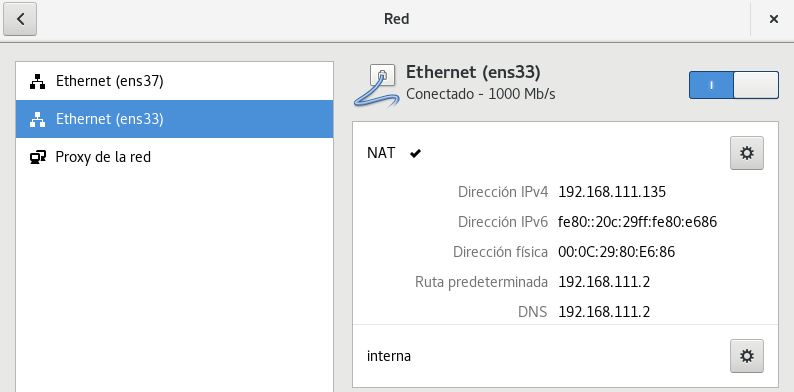 Red
Ethernet (ens37)
Ethernet (ens33)
Proxy de la red
Ethernet (ens33)
Conectado - 1000 Mb/s
NAT
Dirección IPv4 192.168.111.135
Dirección IPv6 fe80::20c:29ff:fe80:e686
Dirección física 00:0C:29:80:E6:86
Ruta predeterminada 192.168.111.2
DNS 192.168.111.2
interna